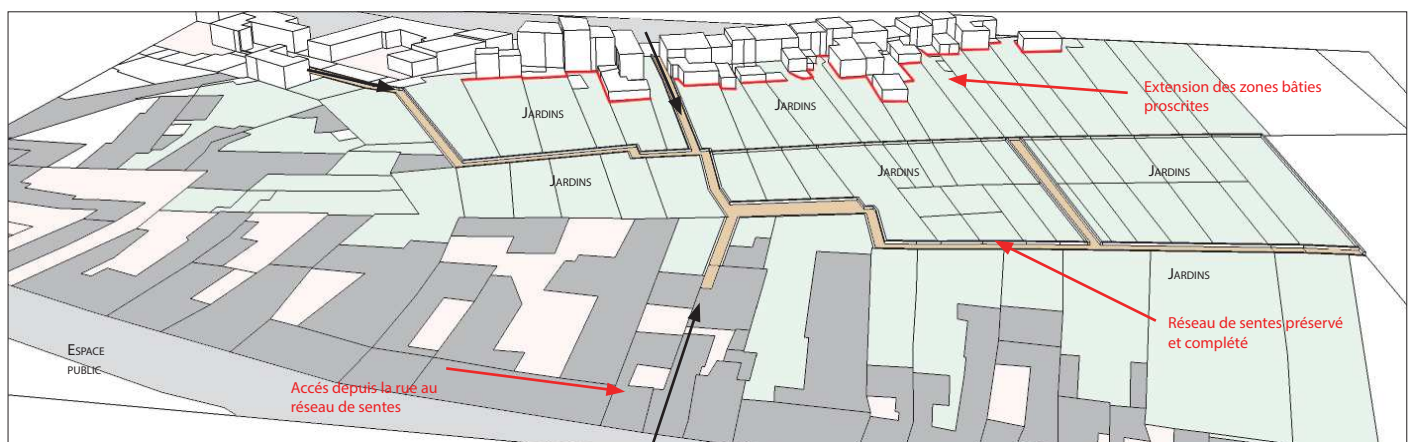 Extension des zones bâties
proscrites
JARDINS
JARDINS
JARDINS
JARDINS
JARDINS
JARDINS
Réseau de sentes préservé
et complété
ESPACE
PUBLIC
Accés depuis la rue au
réseau de sentes